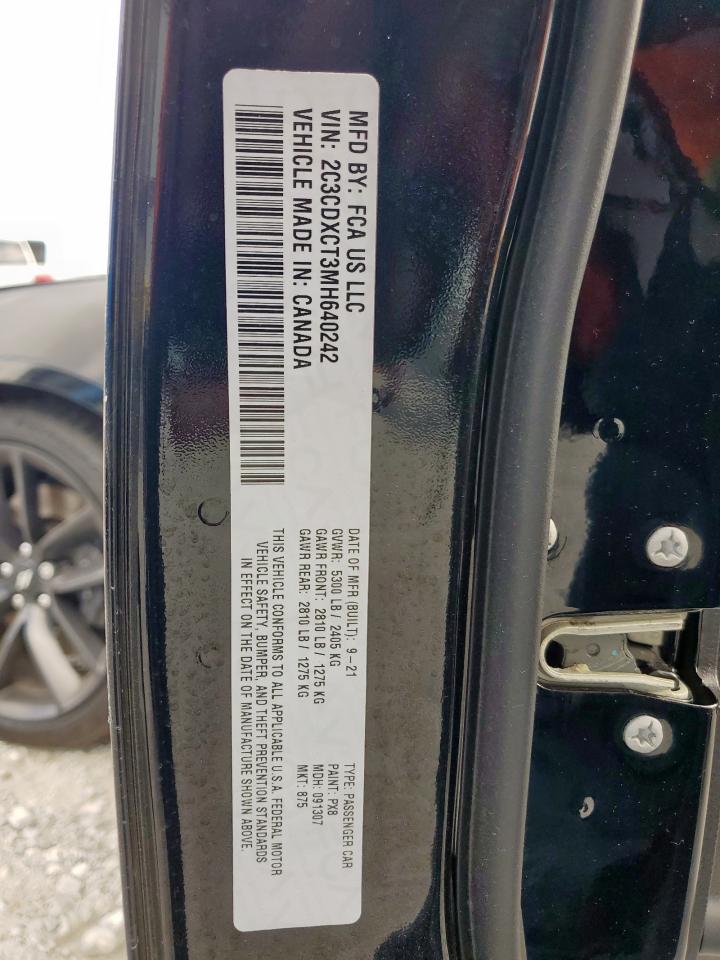 MFD BY: FCA US LLC
VIN: 2C3CDXCT3MH640242
VEHICLE MADE IN: CANADA
DATE OF MFR (BUILT): 9-21
GVWR: 5300 LB / 2405 KG
GAWR FRONT: 2810 LB / 1275 KG
GAWR REAR: 2810 LB / 1275 KG
TYPE: PASSENGER CAR
PAINT: PX8
MDH: 091307
MKT: 875
THIS VEHICLE CONFORMS TO ALL APPLICABLE U.S.A. FEDERAL MOTOR
VEHICLE SAFETY, BUMPER, AND THEFT PREVENTION STANDARDS
IN EFFECT ON THE DATE OF MANUFACTURE SHOWN ABOVE.